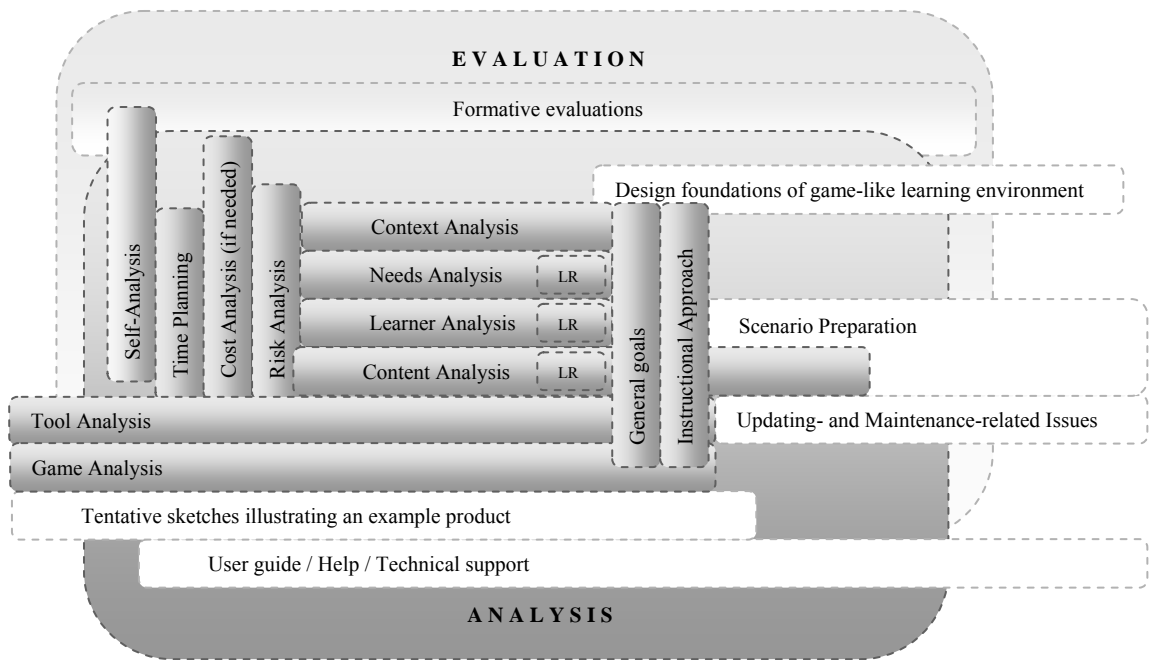 EVALUATION
Formative evaluations
Design foundations of game-like learning environment
Self-Analysis
Time Planning
Cost Analysis (if needed)
Risk Analysis
Context Analysis
Needs Analysis LR
Learner Analysis LR
Content Analysis LR
General goals
Instructional Approach
Scenario Preparation
Tool Analysis
Updating- and Maintenance-related Issues
Game Analysis
Tentative sketches illustrating an example product
User guide / Help / Technical support
ANALYSIS